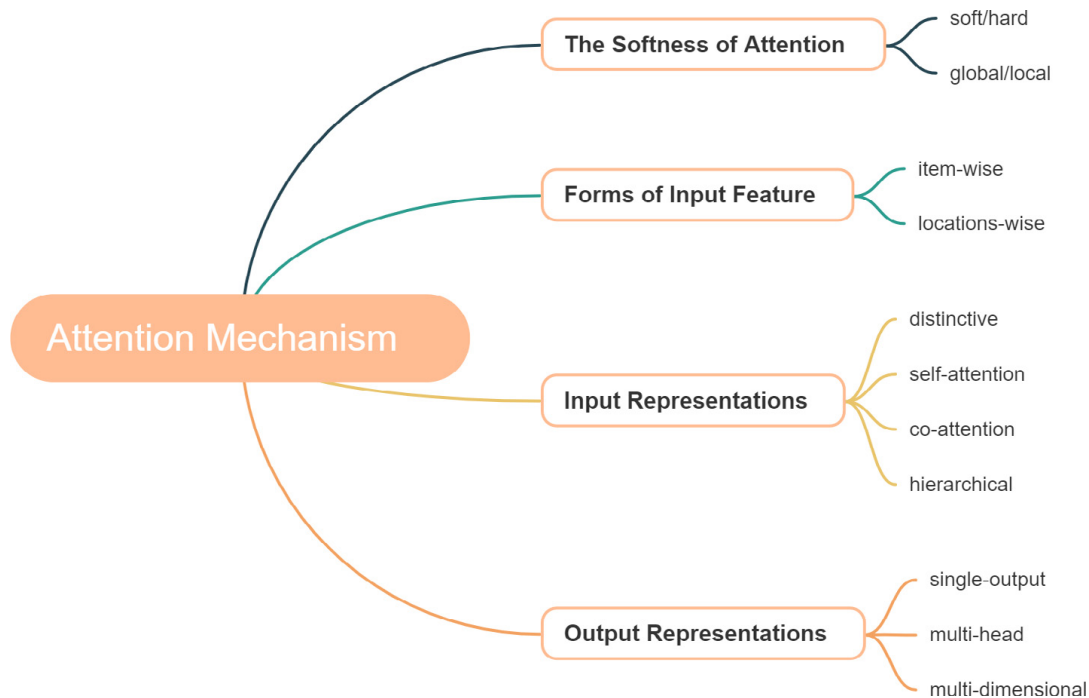 The Softness of Attention
soft/hard
global/local
Forms of Input Feature
item-wise
locations-wise
Attention Mechanism
Input Representations
distinctive
self-attention
co-attention
hierarchical
Output Representations
single-output
multi-head
multi-dimensional